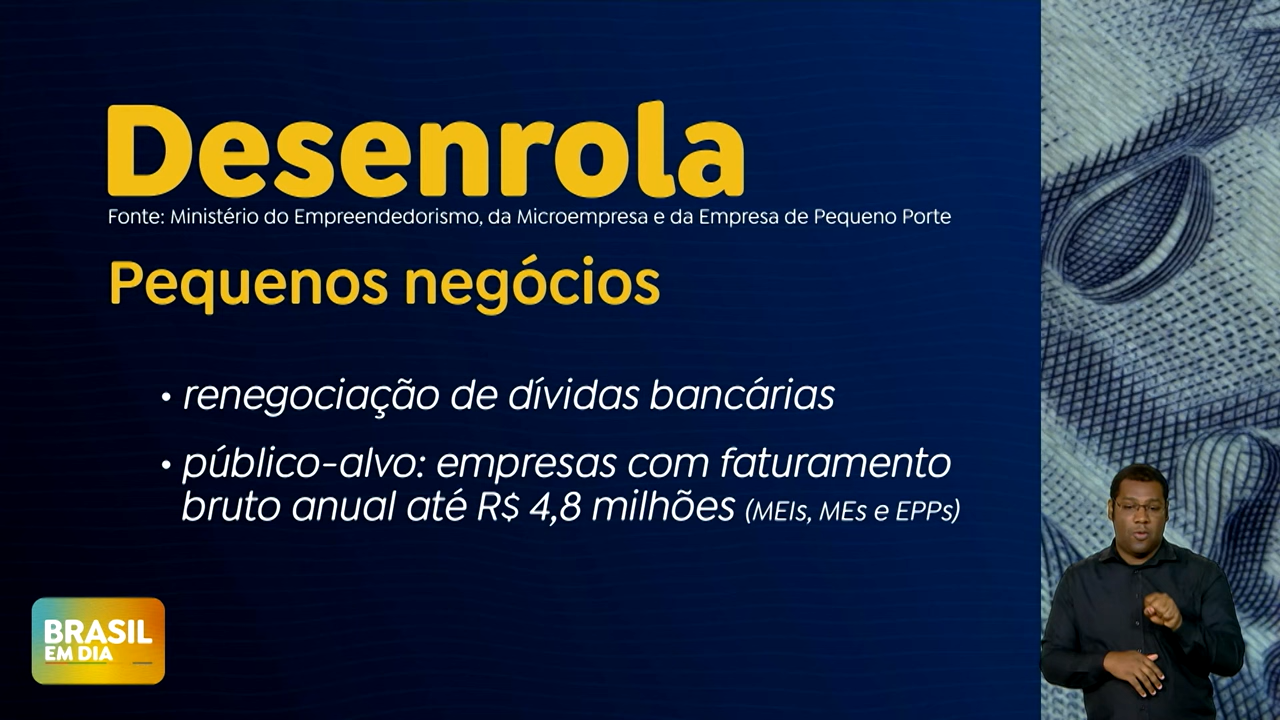 Desenrola
Fonte: Ministério do Empreendedorismo, da Microempresa e da Empresa de Pequeno Porte
Pequenos negócios
• renegociação de dívidas bancárias
• público-alvo: empresas com faturamento
bruto anual até R$ 4,8 milhões (MEIs, MEs e EPPs)
BRASIL
EM DIA